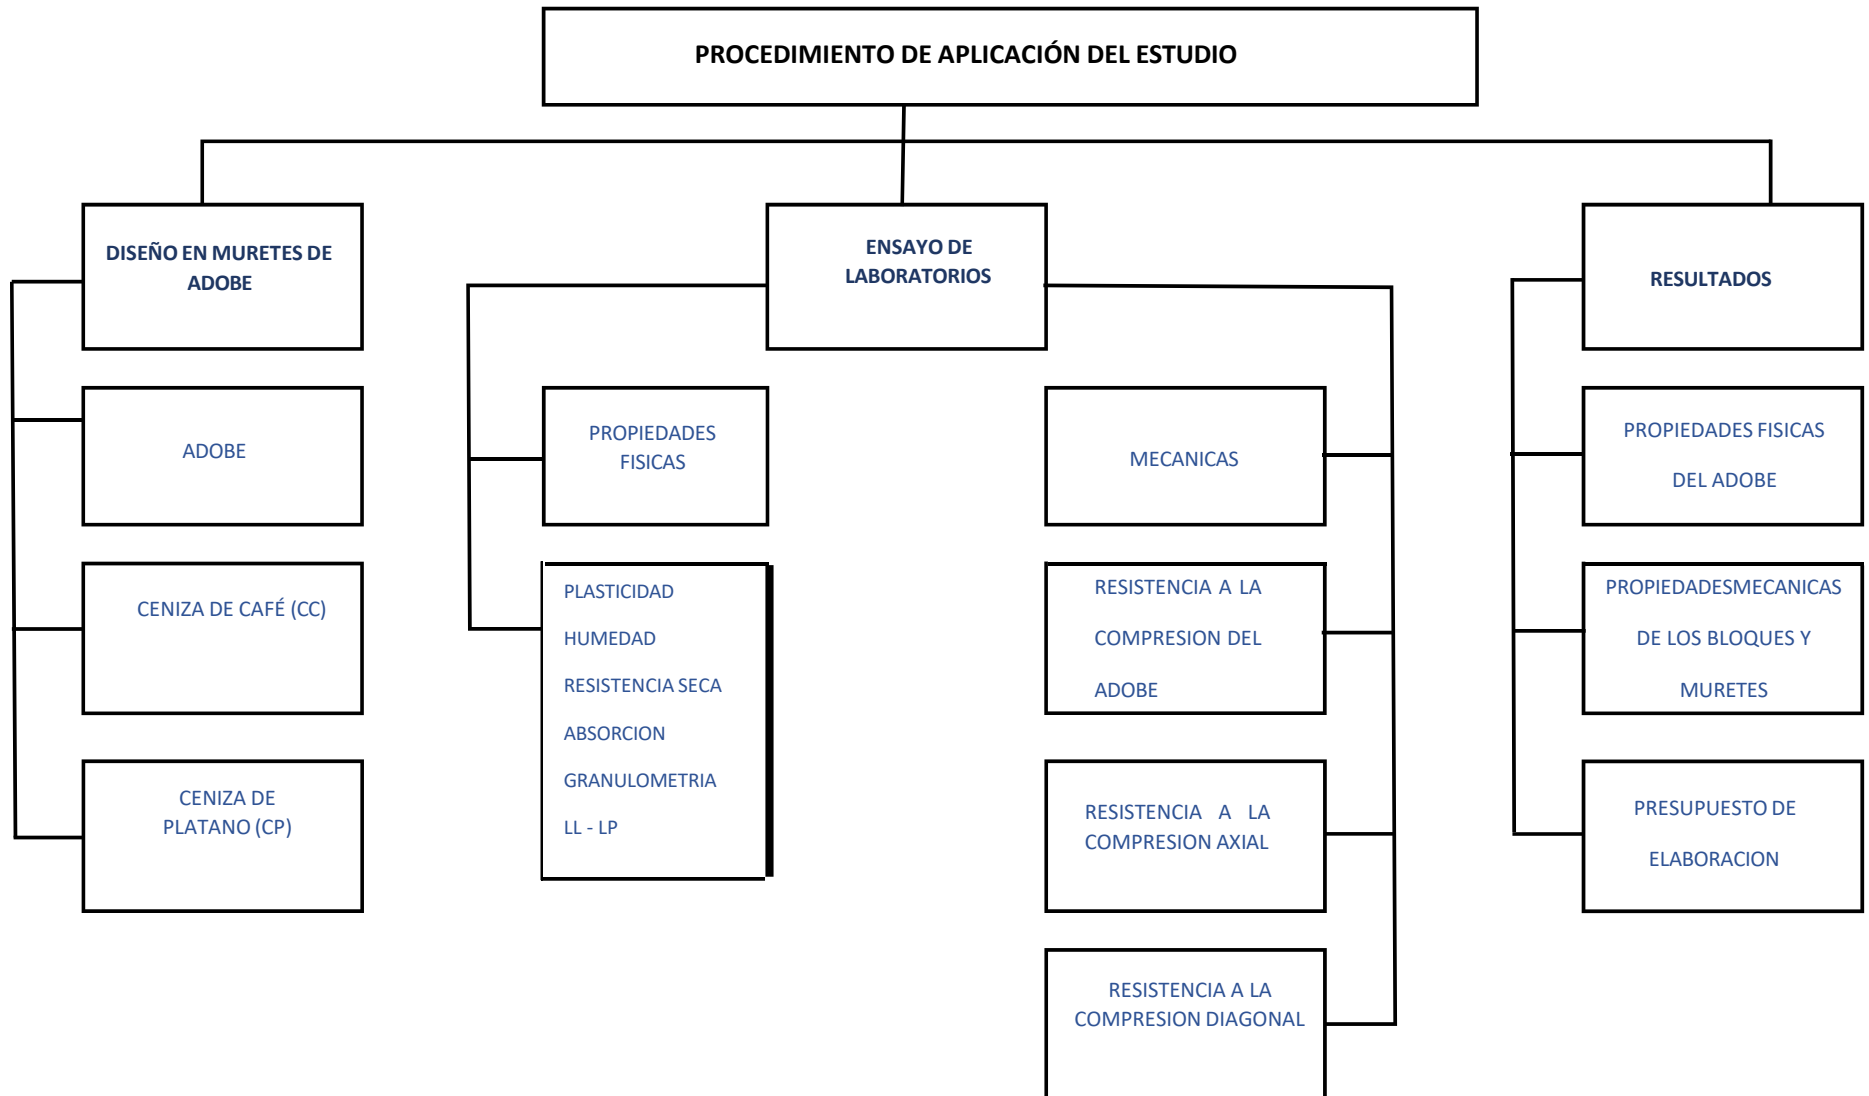 PROCEDIMIENTO DE APLICACIÓN DEL ESTUDIO
DISEÑO EN MURETES DE
ADOBE
ADOBE
CENIZA DE CAFÉ (CC)
CENIZA DE
PLATANO (CP)
ENSAYO DE
LABORATORIOS
PROPIEDADES
FISICAS
PLASTICIDAD
HUMEDAD
RESISTENCIA SECA
ABSORCION
GRANULOMETRIA
LL - LP
MECANICAS
RESISTENCIA A LA
COMPRESION DEL
ADOBE
RESISTENCIA A LA
COMPRESION AXIAL
RESISTENCIA A LA
COMPRESION DIAGONAL
RESULTADOS
PROPIEDADES FISICAS
DEL ADOBE
PROPIEDADESMECANICAS
DE LOS BLOQUES Y
MURETES
PRESUPUESTO DE
ELABORACION